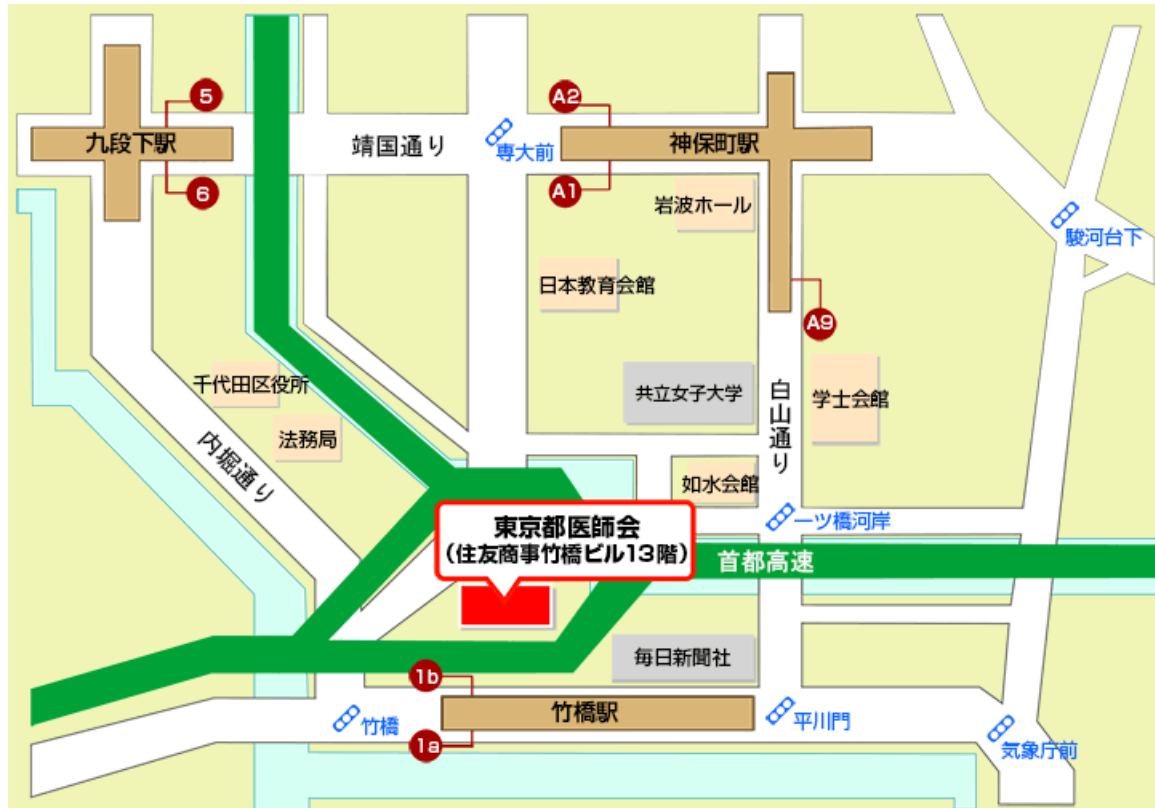 5
A2
九段下駅
靖国通り
専大前
神保町駅
6
A1
岩波ホール
駿河台下
日本教育会館
A9
千代田区役所
共立女子大学
白山通り
学士会館
法務局
内堀通り
如水会館
一ツ橋河岸
東京都医師会
(住友商事竹橋ビル13階)
首都高速
毎日新聞社
1b
竹橋
竹橋駅
平川門
1a
気象庁前